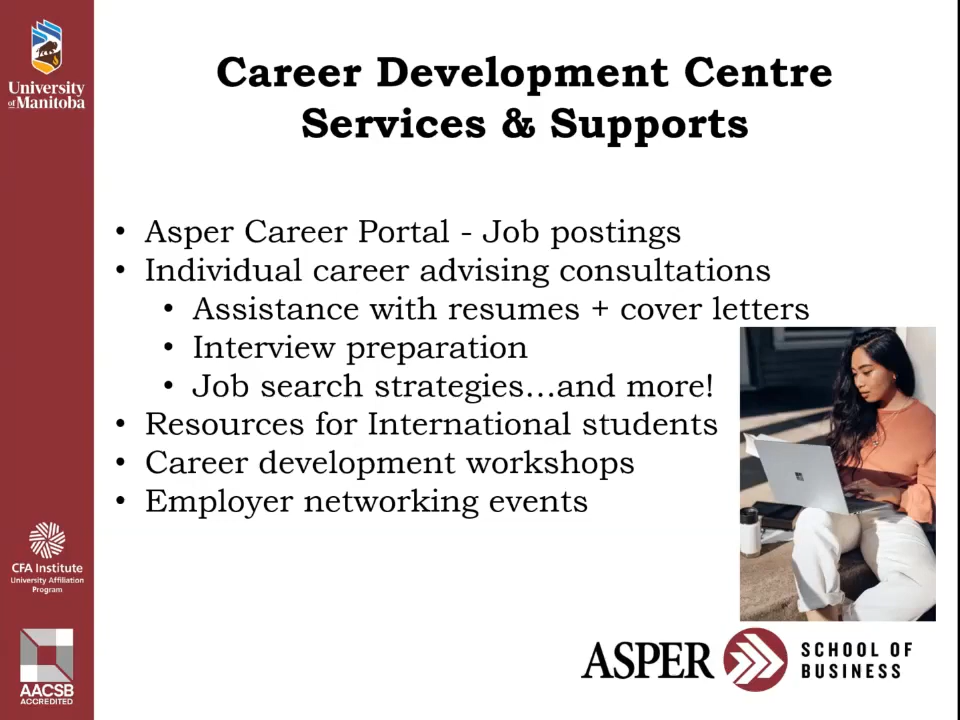 University
of Manitoba
Career Development Centre
Services & Supports
• Asper Career Portal - Job postings
• Individual career advising consultations
• Assistance with resumes + cover letters
• Interview preparation
• Job search strategies...and more!
• Resources for International students
• Career development workshops
• Employer networking events
CFA Institute
University Affiliation
Program
AACSB
ACCREDITED
ASPER
SCHOOL OF
BUSINESS